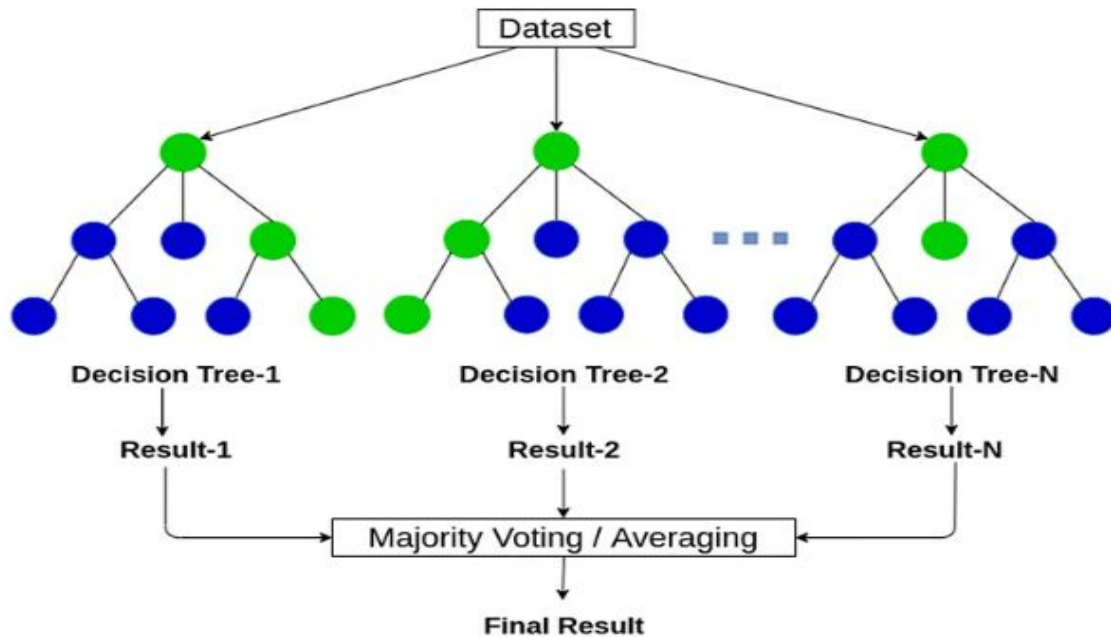 Dataset
Decision Tree-1
Decision Tree-2
Decision Tree-N
Result-1
Result-2
Result-N
Majority Voting / Averaging
Final Result